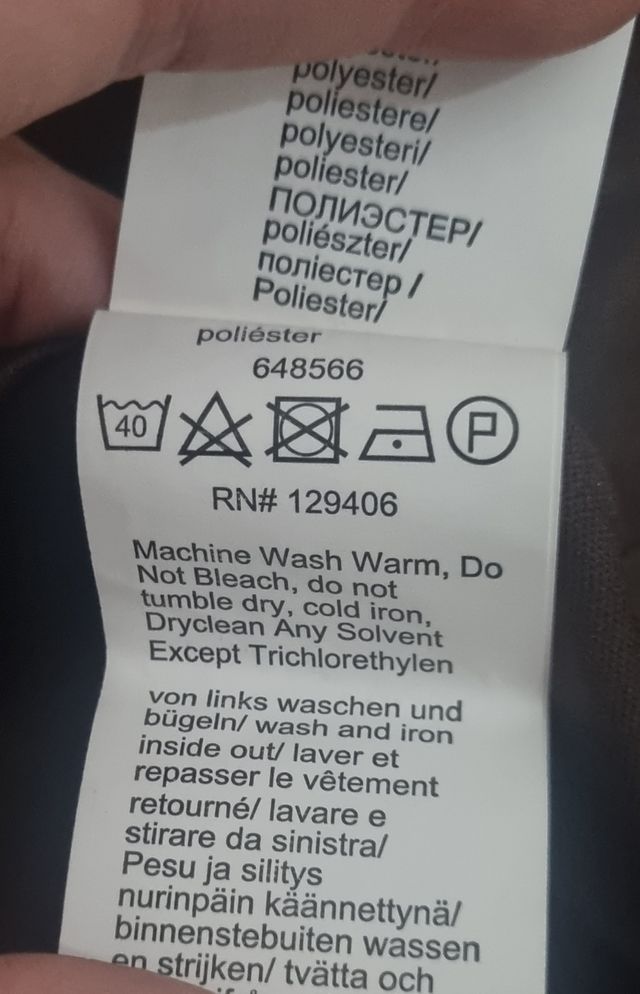 polyester/
poliestere/
polyesteri/
poliester/
ПОЛИЭСТЕР/
poliészter/
поліестер /
Poliester/
poliéster
648566
40 P
RN# 129406
Machine Wash Warm, Do
Not Bleach, do not
tumble dry, cold iron,
Dryclean Any Solvent
Except Trichlorethylen
von links waschen und
bügeln/ wash and iron
inside out/ laver et
repasser le vêtement
retourné/ lavare e
stirare da sinistra/
Pesu ja silitys
nurinpäin käännettynä/
binnenstebuiten wassen
en strijken/ tvätta och